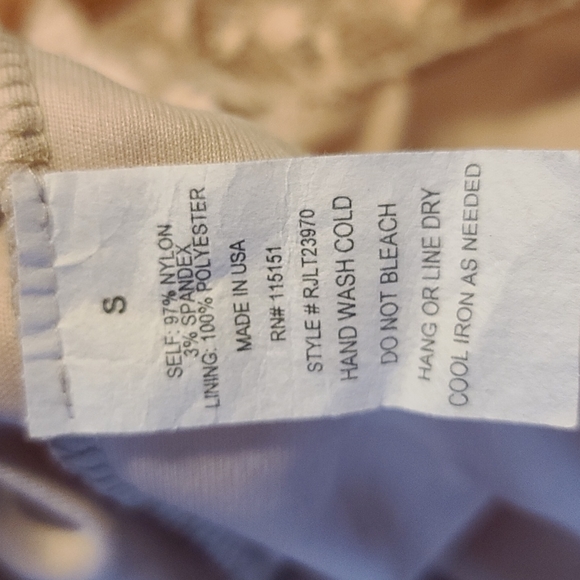 S
SELF: 97% NYLON
3% SPANDEX
LINING: 100% POLYESTER
MADE IN USA
RN# 115151
STYLE # RJLT23970
HAND WASH COLD
DO NOT BLEACH
HANG OR LINE DRY
COOL IRON AS NEEDED